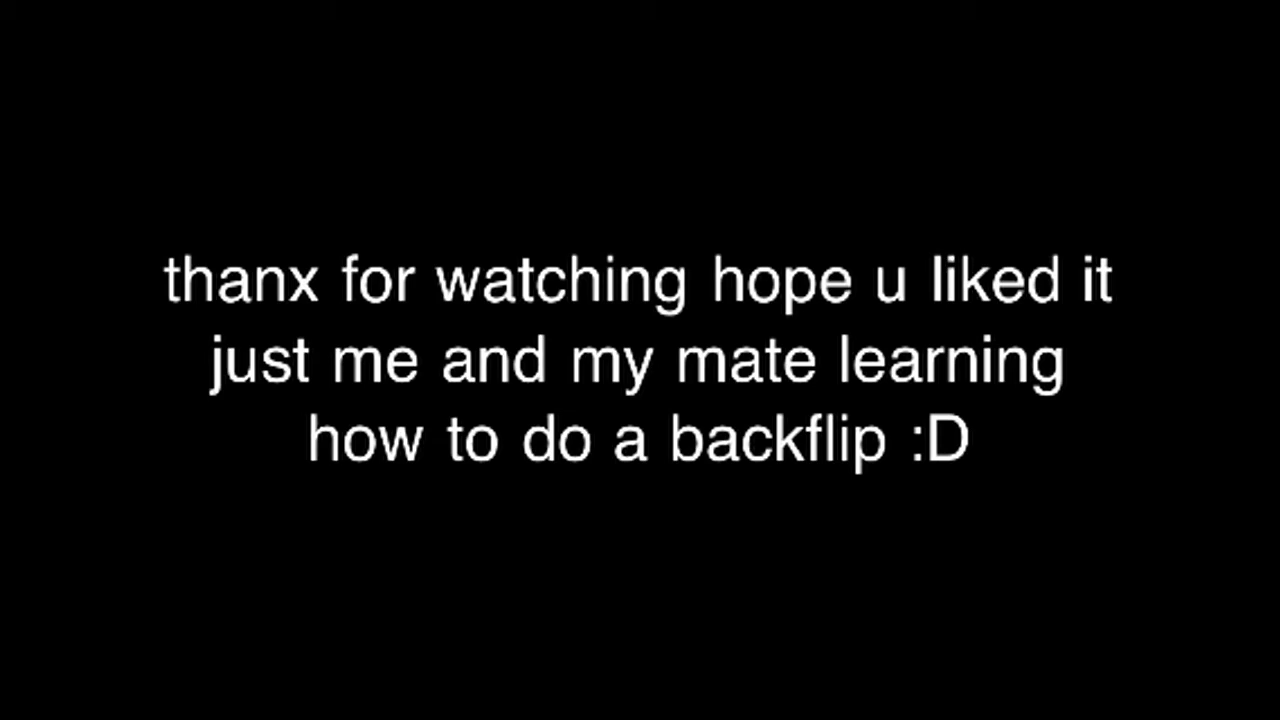 thanx for watching hope u liked it
just me and my mate learning
how to do a backflip :D